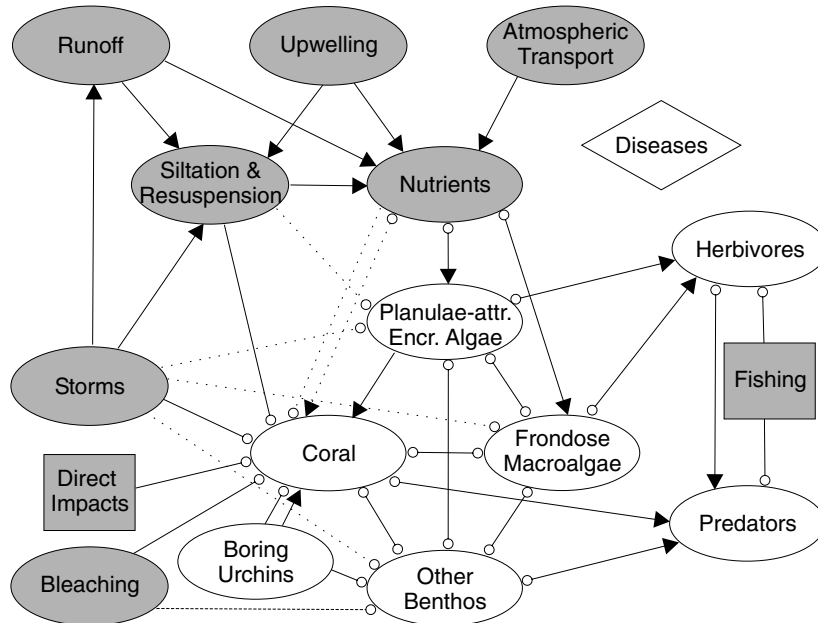 Runoff
Upwelling
Atmospheric
Transport
Diseases
Siltation &
Resuspension
Nutrients
Herbivores
Planulae-attr.
Encr. Algae
Storms
Fishing
Coral
Frondose
Macroalgae
Direct
Impacts
Predators
Boring
Urchins
Bleaching
Other
Benthos